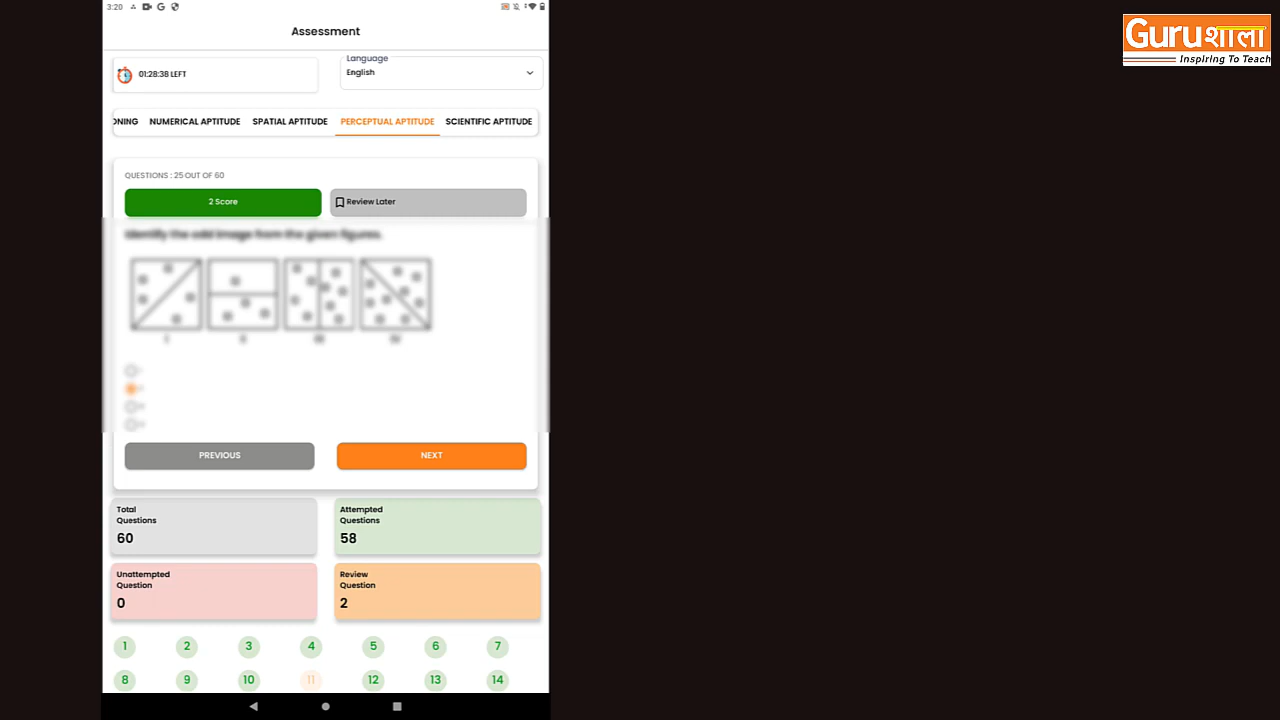 3:20
Guruशाला
Inspiring To Teach
Assessment
01:28:38 LEFT
Language
English
ONING NUMERICAL APTITUDE SPATIAL APTITUDE PERCEPTUAL APTITUDE SCIENTIFIC APTITUDE
QUESTIONS : 25 OUT OF 60
2 Score
Review Later
Identify the odd image from the given figures.
PREVIOUS
NEXT
Total
Questions
60
Attempted
Questions
58
Unattempted
Question
0
Review
Question
2
1 2 3 4 5 6 7
8 9 10 11 12 13 14